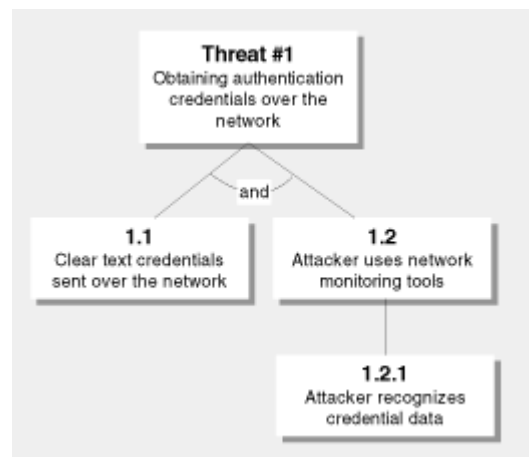 Threat #1
Obtaining authentication
credentials over the
network
and
1.1
Clear text credentials
sent over the network
1.2
Attacker uses network
monitoring tools
1.2.1
Attacker recognizes
credential data